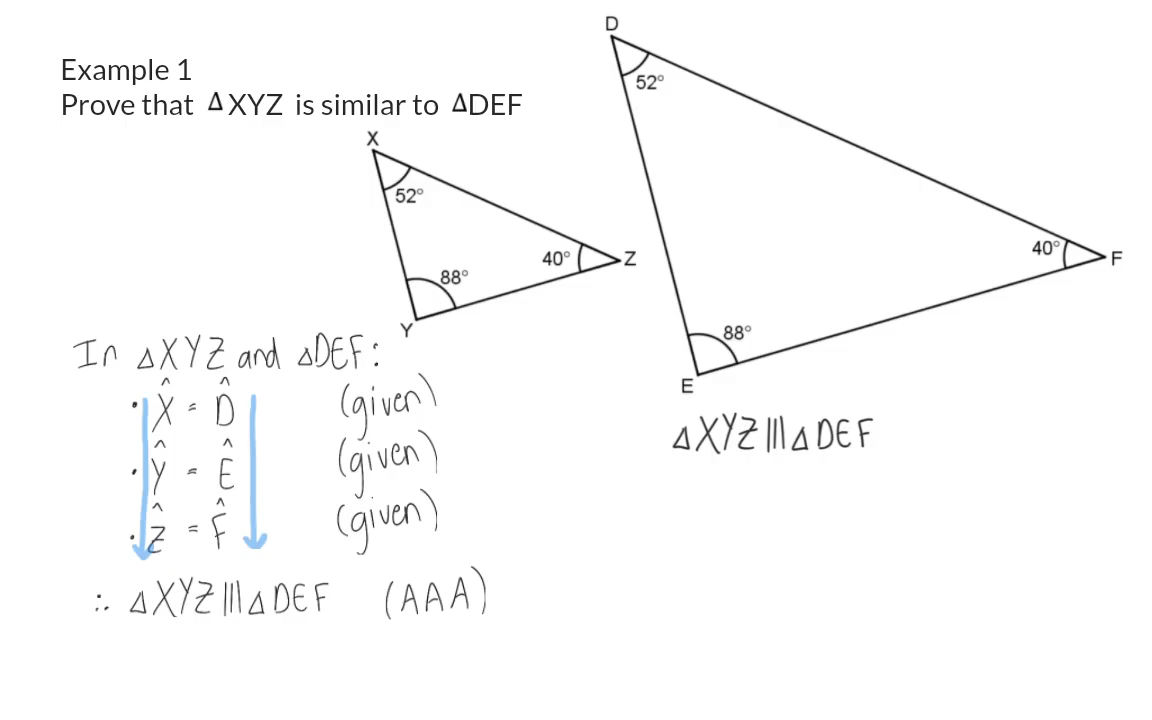 Example 1
Prove that ΔXYZ is similar to ΔDEF
D
52°
X
52°
40° Z
88°
Y
40° F
88°
E
In ΔXYZ and ΔDEF:
· X̂ = D̂ (given)
· Ŷ = Ê (given)
· Ẑ = F̂ (given)
∴ ΔXYZ ||| ΔDEF (AAA)
ΔXYZ ||| ΔDEF